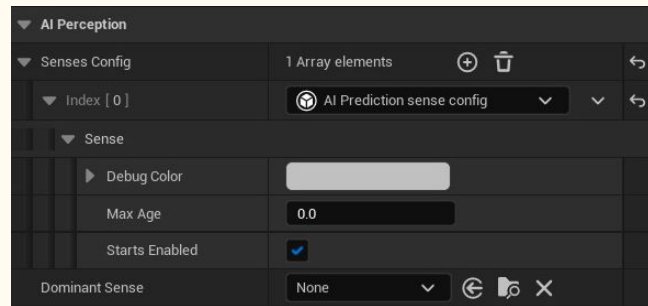 AI Perception
Senses Config 1 Array elements
Index [ 0 ] AI Prediction sense config
Sense
Debug Color
Max Age 0.0
Starts Enabled
Dominant Sense None